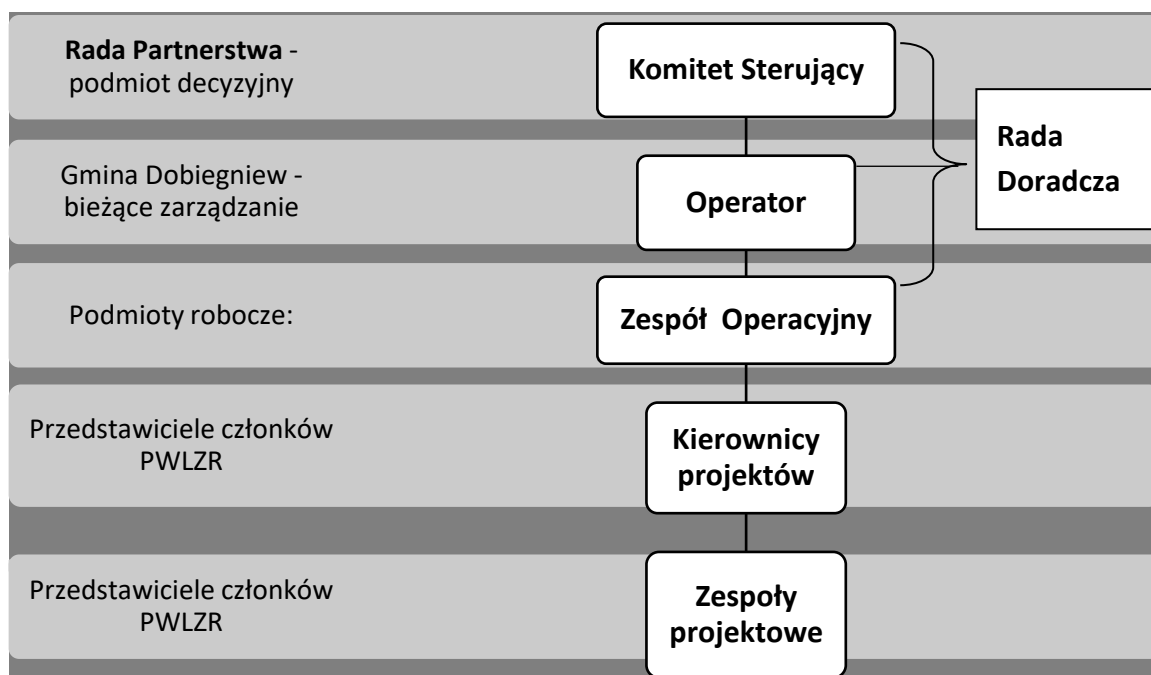 Rada Partnerstwa -
podmiot decyzyjny
Komitet Sterujący
Rada
Doradcza
Gmina Dobiegniew -
bieżące zarządzanie
Operator
Podmioty robocze:
Zespół Operacyjny
Przedstawiciele członków
PWLZR
Kierownicy
projektów
Przedstawiciele członków
PWLZR
Zespoły
projektowe